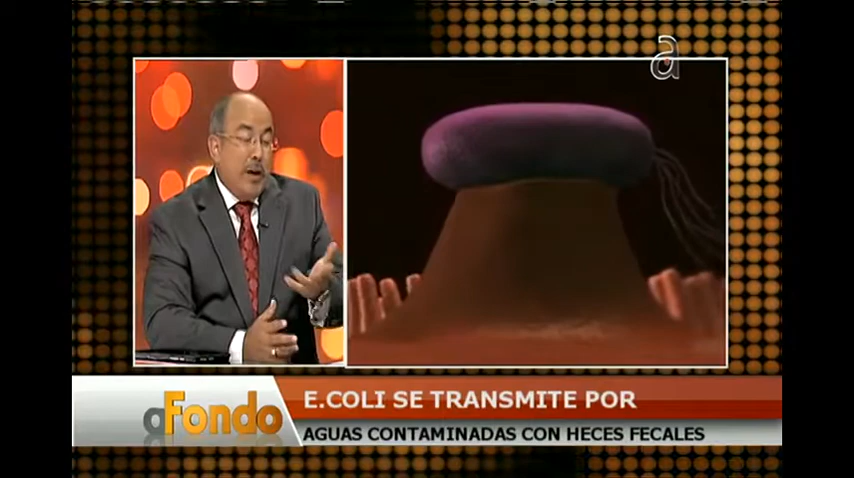 a
E.COLI SE TRANSMITE POR
aFondo
AGUAS CONTAMINADAS CON HECES FECALES